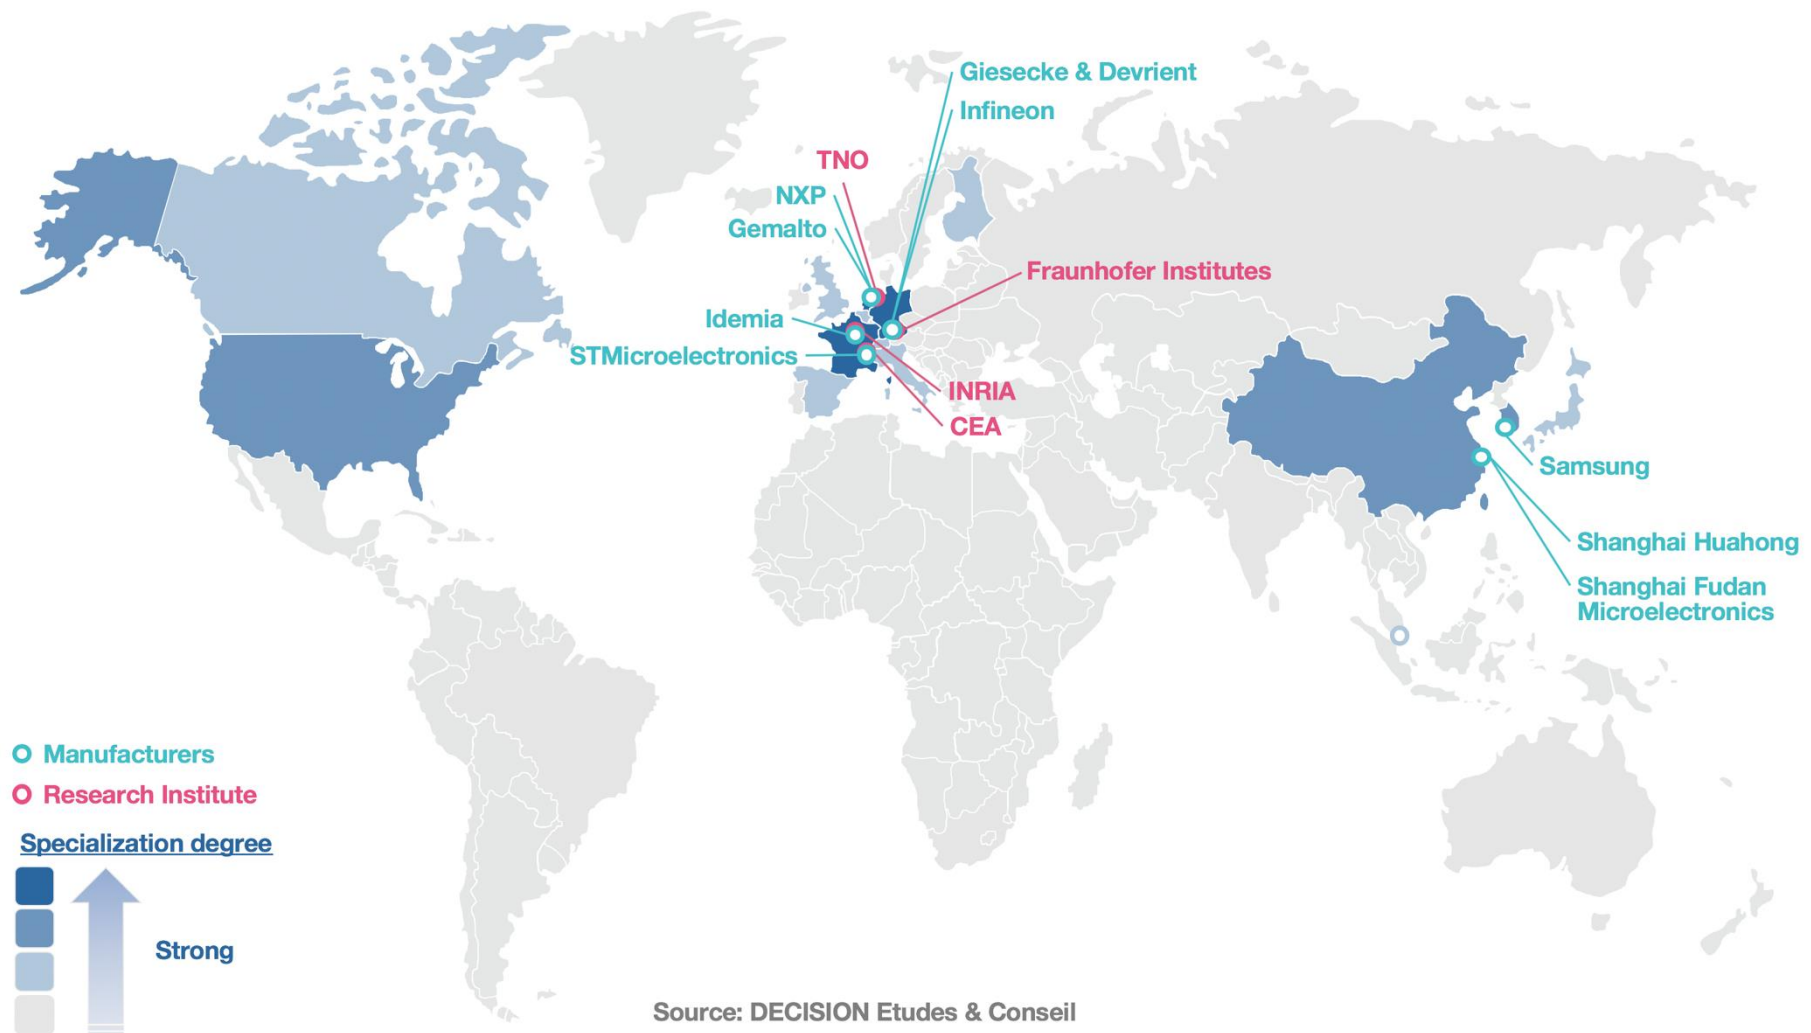 Giesecke & Devrient
Infineon
TNO
NXP
Gemalto
Fraunhofer Institutes
Idemia
STMicroelectronics
INRIA
CEA
Samsung
Shanghai Huahong
Shanghai Fudan
Microelectronics
Manufacturers
Research Institute
Specialization degree
Strong
Source: DECISION Etudes & Conseil